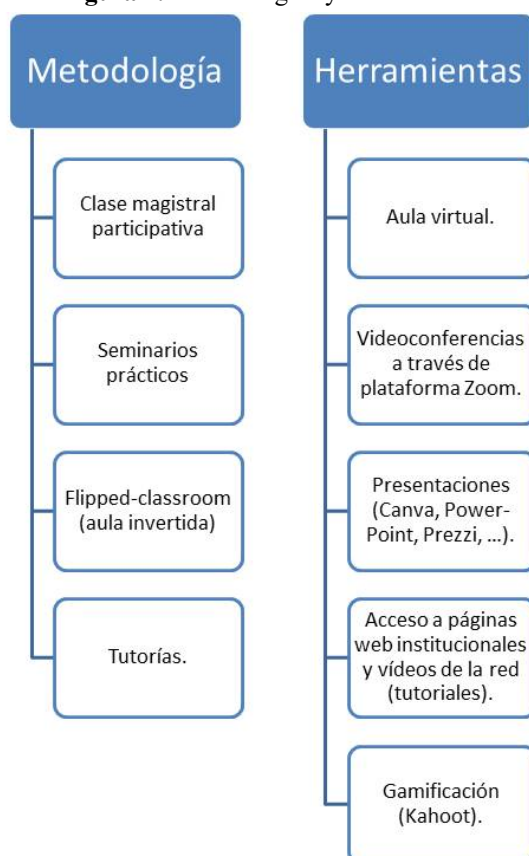 Metodología
Clase magistral
participativa
Seminarios
prácticos
Flipped-classroom
(aula invertida)
Tutorías.
Herramientas
Aula virtual.
Videoconferencias
a través de
plataforma Zoom.
Presentaciones
(Canva, Power-
Point, Prezzi, ...).
Acceso a páginas
web institucionales
y vídeos de la red
(tutoriales).
Gamificación
(Kahoot).